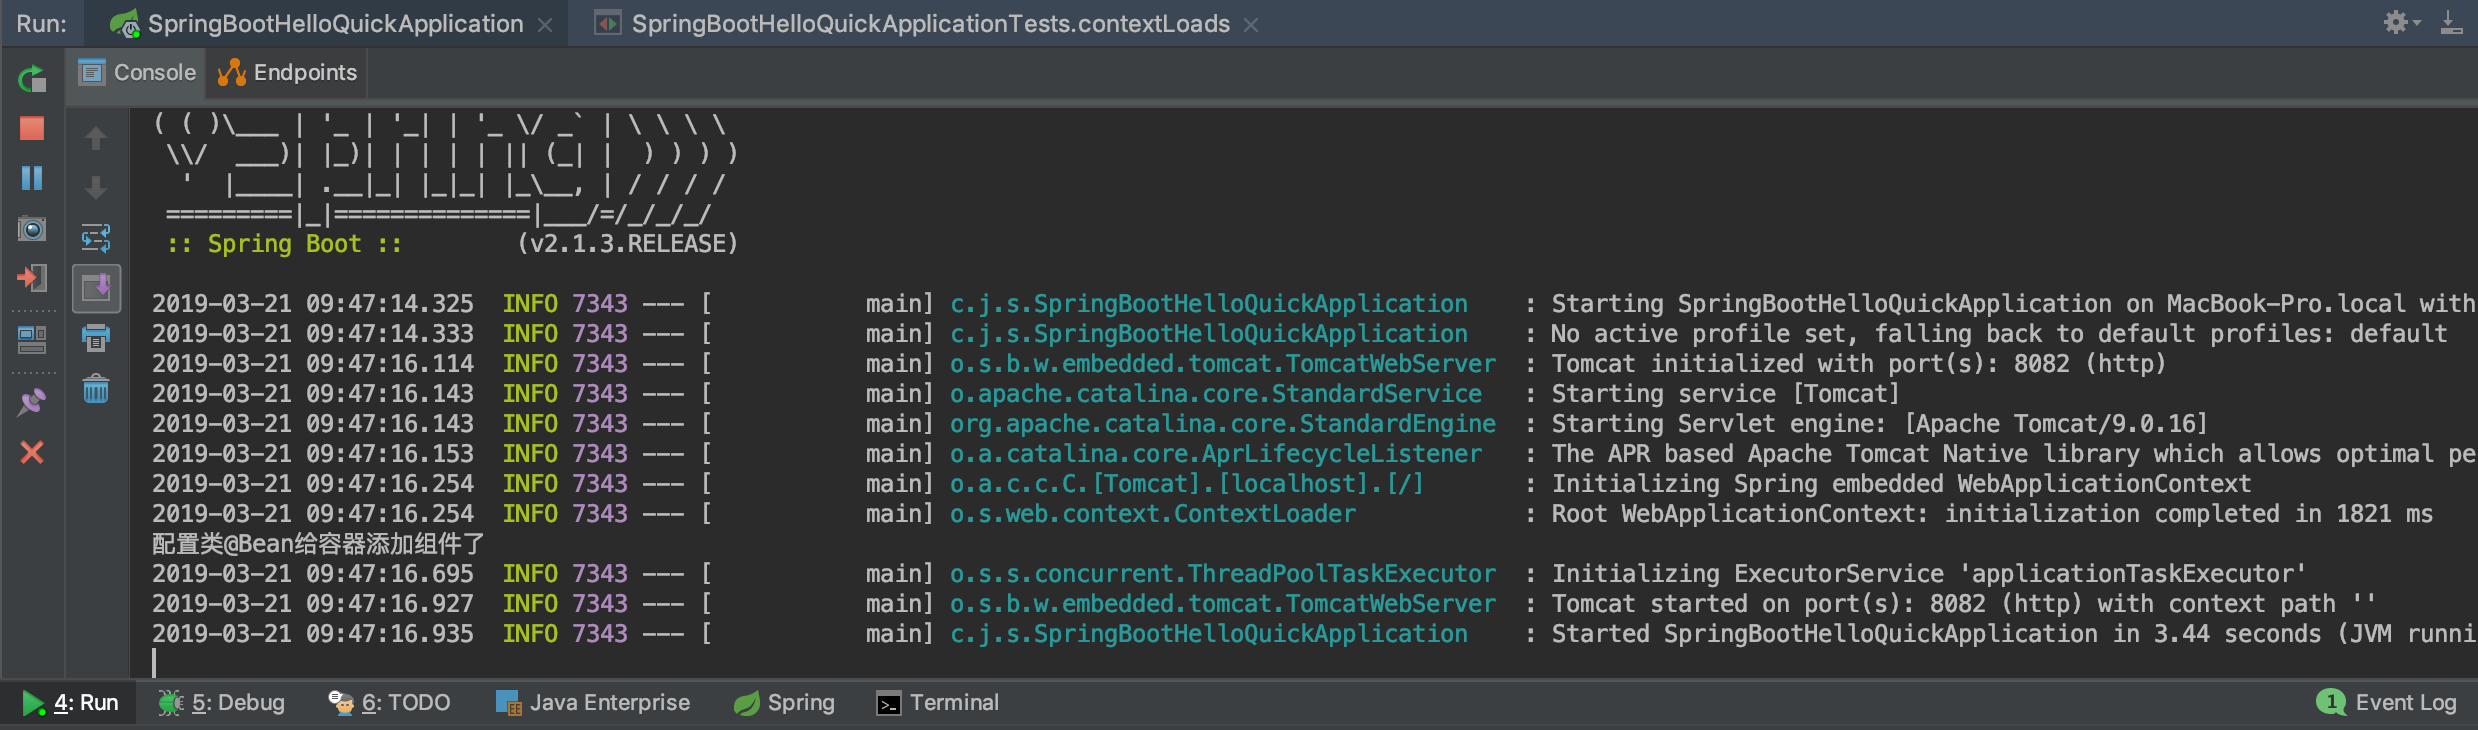 Run: SpringBootHelloQuickApplication × SpringBootHelloQuickApplicationTests.contextLoads ×
Console Endpoints
( ( )\___ | '_ | '_| | '_ \/ _` | \ \ \ \
 \\/  ___)| |_)| | | | | || (_| |  ) ) ) )
  '  |____| .__|_| |_|_| |_\__, | / / / /
 =========|_|==============|___/=/_/_/_/
 :: Spring Boot ::        (v2.1.3.RELEASE)
2019-03-21 09:47:14.325  INFO 7343 --- [           main] c.j.s.SpringBootHelloQuickApplication    : Starting SpringBootHelloQuickApplication on MacBook-Pro.local with
2019-03-21 09:47:14.333  INFO 7343 --- [           main] c.j.s.SpringBootHelloQuickApplication    : No active profile set, falling back to default profiles: default
2019-03-21 09:47:16.114  INFO 7343 --- [           main] o.s.b.w.embedded.tomcat.TomcatWebServer  : Tomcat initialized with port(s): 8082 (http)
2019-03-21 09:47:16.143  INFO 7343 --- [           main] o.apache.catalina.core.StandardService   : Starting service [Tomcat]
2019-03-21 09:47:16.143  INFO 7343 --- [           main] org.apache.catalina.core.StandardEngine  : Starting Servlet engine: [Apache Tomcat/9.0.16]
2019-03-21 09:47:16.153  INFO 7343 --- [           main] o.a.catalina.core.AprLifecycleListener   : The APR based Apache Tomcat Native library which allows optimal pe
2019-03-21 09:47:16.254  INFO 7343 --- [           main] o.a.c.c.C.[Tomcat].[localhost].[/]       : Initializing Spring embedded WebApplicationContext
2019-03-21 09:47:16.254  INFO 7343 --- [           main] o.s.web.context.ContextLoader            : Root WebApplicationContext: initialization completed in 1821 ms
配置类@Bean给容器添加组件了
2019-03-21 09:47:16.695  INFO 7343 --- [           main] o.s.s.concurrent.ThreadPoolTaskExecutor  : Initializing ExecutorService 'applicationTaskExecutor'
2019-03-21 09:47:16.927  INFO 7343 --- [           main] o.s.b.w.embedded.tomcat.TomcatWebServer  : Tomcat started on port(s): 8082 (http) with context path ''
2019-03-21 09:47:16.935  INFO 7343 --- [           main] c.j.s.SpringBootHelloQuickApplication    : Started SpringBootHelloQuickApplication in 3.44 seconds (JVM runni
4: Run 5: Debug 6: TODO Java Enterprise Spring Terminal 1 Event Log